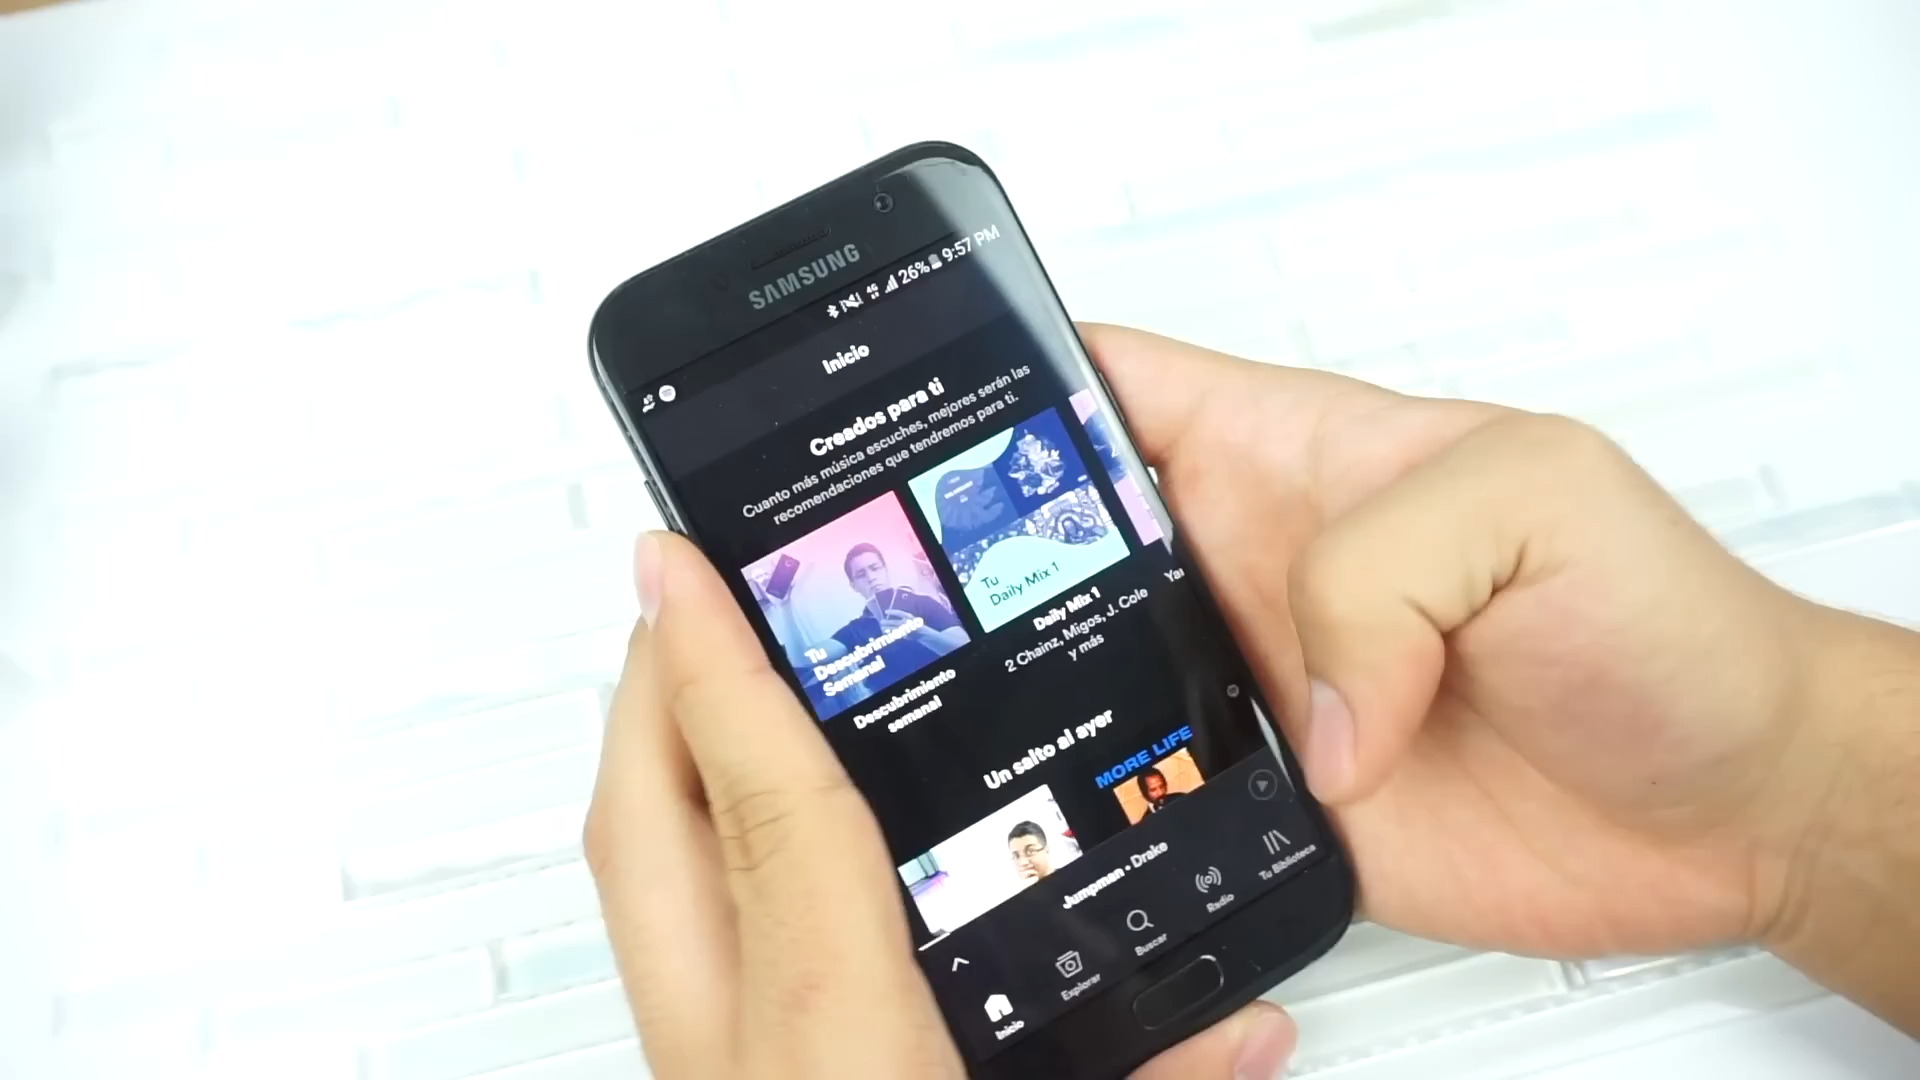 SAMSUNG
4G 26% 9:57 PM
Inicio
Creados para ti
Cuanto más música escuches, mejores serán las
recomendaciones que tendremos para ti.
Tu
Descubrimiento
Semanal
Tu
Daily Mix 1
Descubrimiento
semanal
Daily Mix 1
2 Chainz, Migos, J. Cole
y más
Un salto al ayer
MORE LIFE
Jumpman • Drake
Inicio
Explorar
Buscar
Radio
Tu Biblioteca